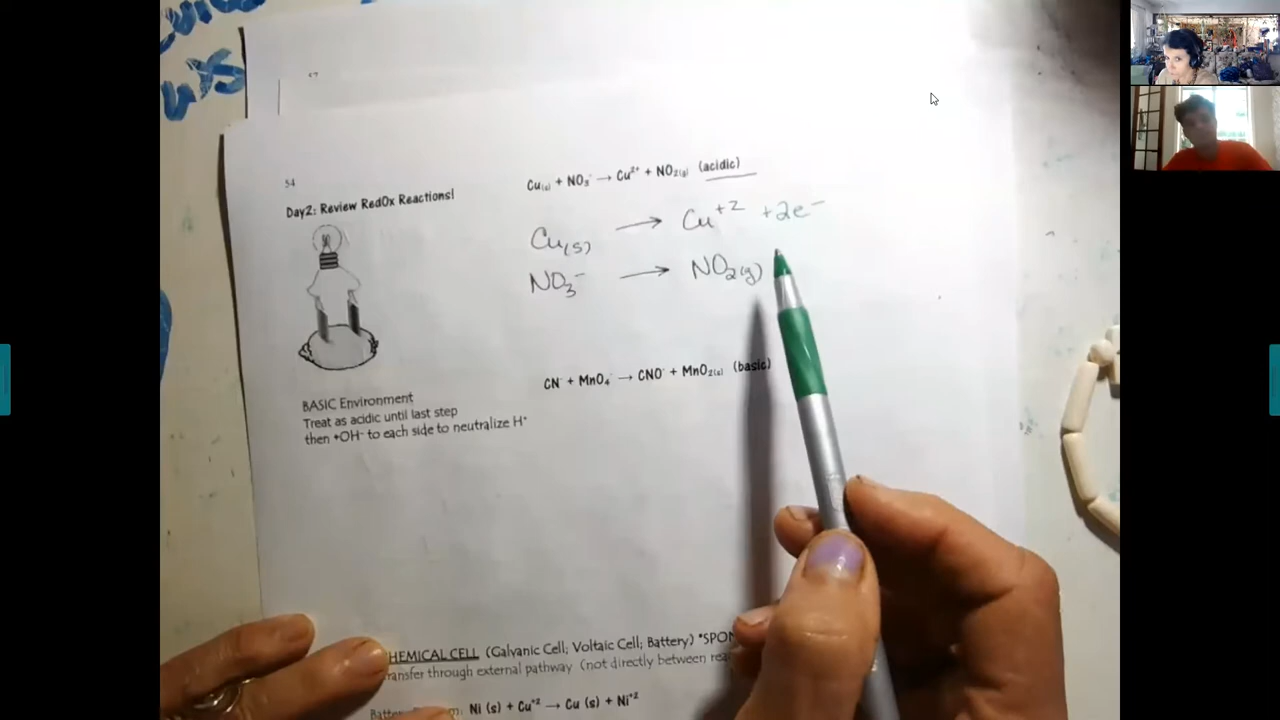 54
Day2: Review RedOx Reactions!
Cu(s) + NO₃⁻ → Cu²⁺ + NO₂(g) (acidic)
Cu(s) → Cu⁺² + 2e⁻
NO₃⁻ → NO₂(g)
CN⁻ + MnO₄⁻ → CNO⁻ + MnO₂(s) (basic)
BASIC Environment
Treat as acidic until last step
then +OH⁻ to each side to neutralize H⁺
HEMICAL CELL (Galvanic Cell; Voltaic Cell; Battery) *SPON
ransfer through external pathway (not directly between rea
Ni (s) + Cu⁺² → Cu (s) + Ni⁺²